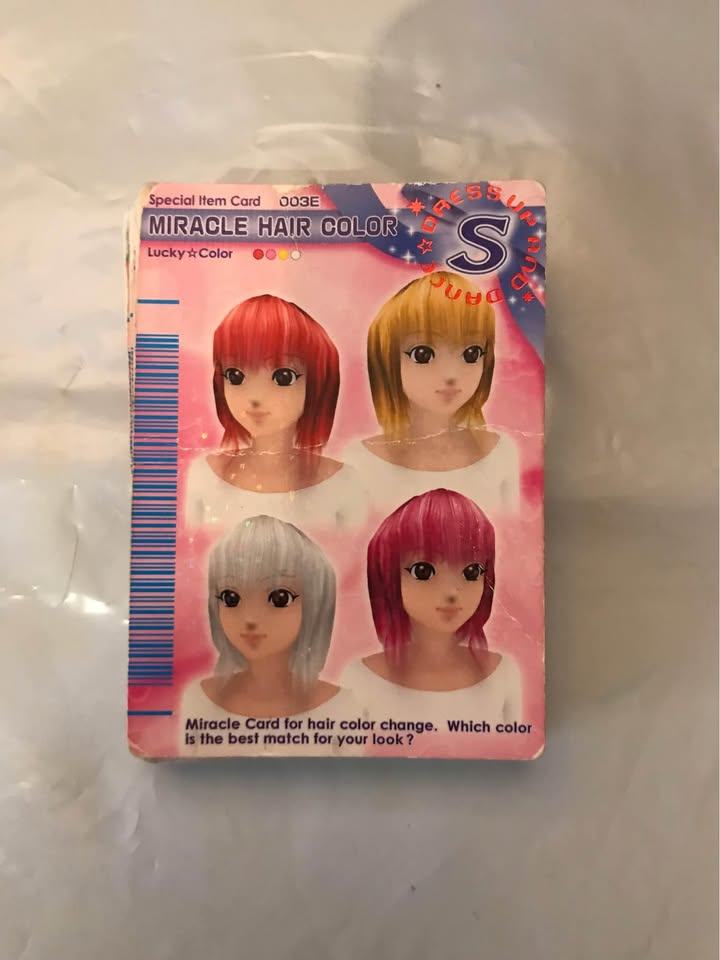 Special Item Card 003E
MIRACLE HAIR COLOR
Lucky☆Color
S
DRESS UP AND DANCE
Miracle Card for hair color change. Which color
is the best match for your look?